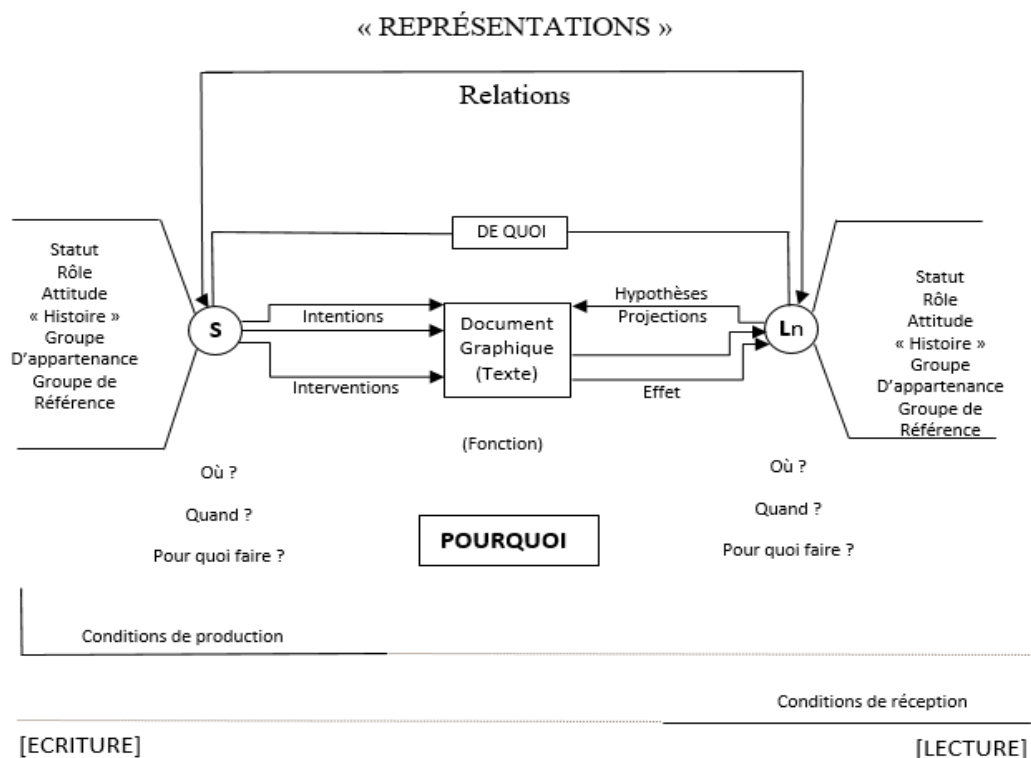 « REPRÉSENTATIONS »
Relations
DE QUOI
Statut
Rôle
Attitude
« Histoire »
Groupe
D’appartenance
Groupe de
Référence
S
Intentions
Interventions
Document
Graphique
(Texte)
Hypothèses
Projections
Effet
Ln
Statut
Rôle
Attitude
« Histoire »
Groupe
D’appartenance
Groupe de
Référence
(Fonction)
Où ?
Quand ?
Pour quoi faire ?
POURQUOI
Où ?
Quand ?
Pour quoi faire ?
Conditions de production
Conditions de réception
[ECRITURE]
[LECTURE]